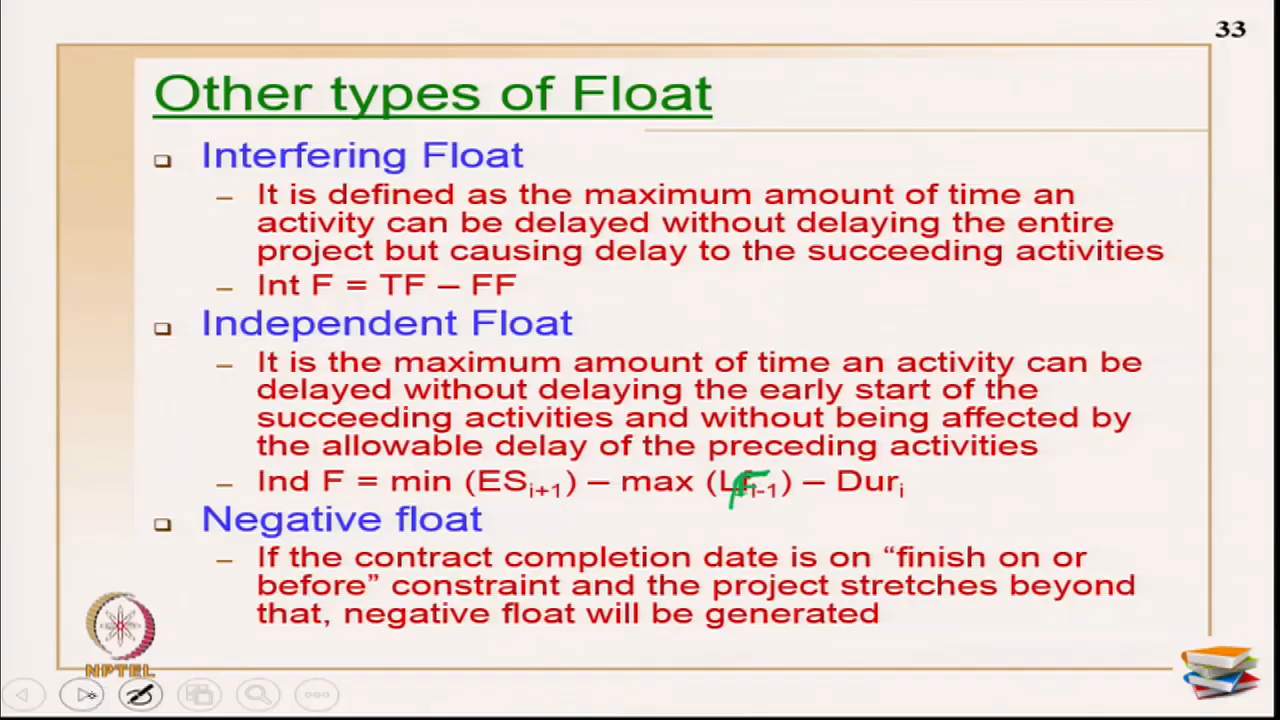 33
Other types of Float
Interfering Float
– It is defined as the maximum amount of time an
activity can be delayed without delaying the entire
project but causing delay to the succeeding activities
– Int F = TF – FF
Independent Float
– It is the maximum amount of time an activity can be
delayed without delaying the early start of the
succeeding activities and without being affected by
the allowable delay of the preceding activities
– Ind F = min (ESi+1) – max (LFi-1) – Duri
Negative float
– If the contract completion date is on “finish on or
before” constraint and the project stretches beyond
that, negative float will be generated
NPTEL